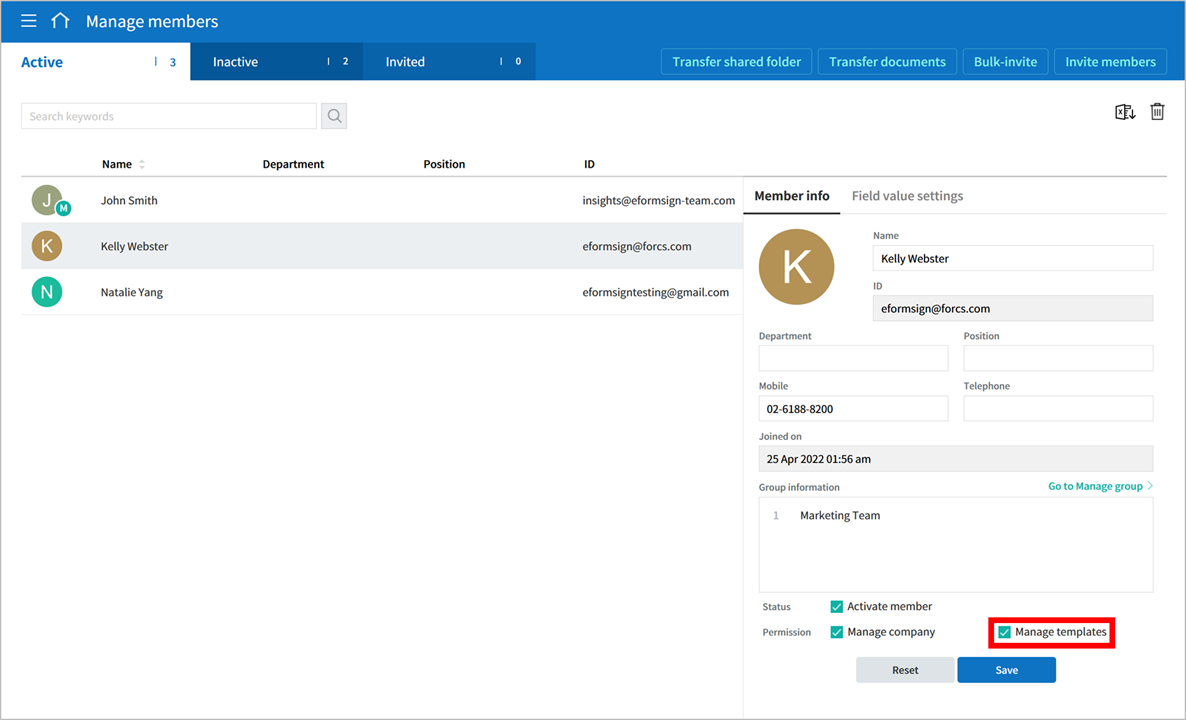 Manage members
Active | 3 Inactive | 2 Invited | 0 Transfer shared folder Transfer documents Bulk-invite Invite members
Search keywords
Name Department Position ID
J M John Smith insights@eformsign-team.com
K Kelly Webster eformsign@forcs.com
N Natalie Yang eformsigntesting@gmail.com
Member info Field value settings
K
Name
Kelly Webster
ID
eformsign@forcs.com
Department Position
Mobile Telephone
02-6188-8200
Joined on
25 Apr 2022 01:56 am
Group information Go to Manage group >
1 Marketing Team
Status Activate member
Permission Manage company Manage templates
Reset Save